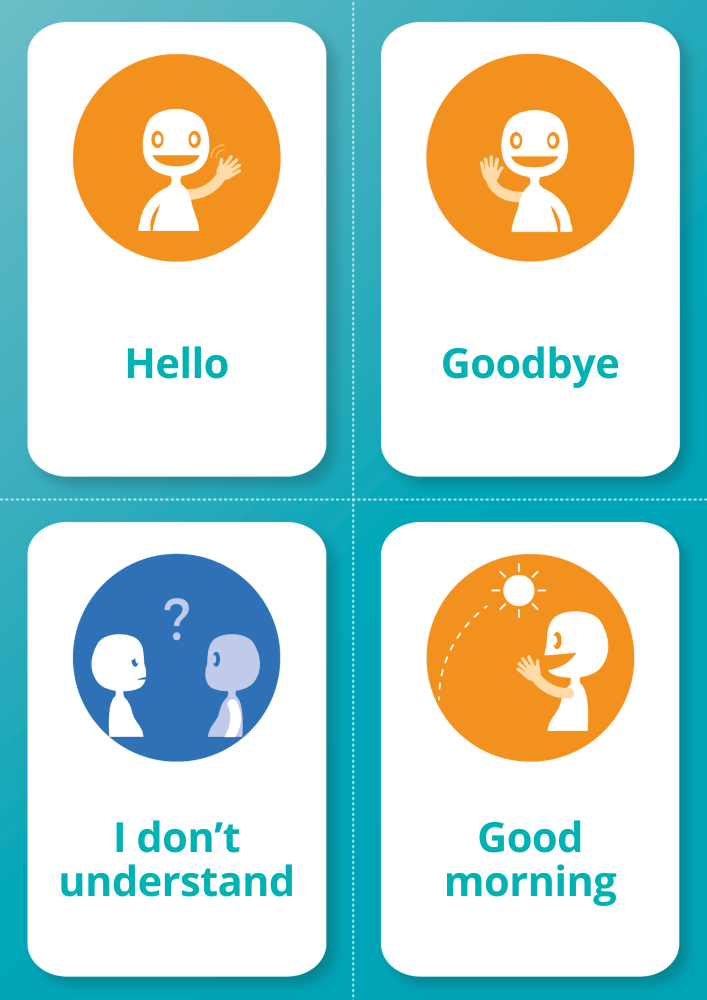 Hello
Goodbye
?
I don’t
understand
Good
morning